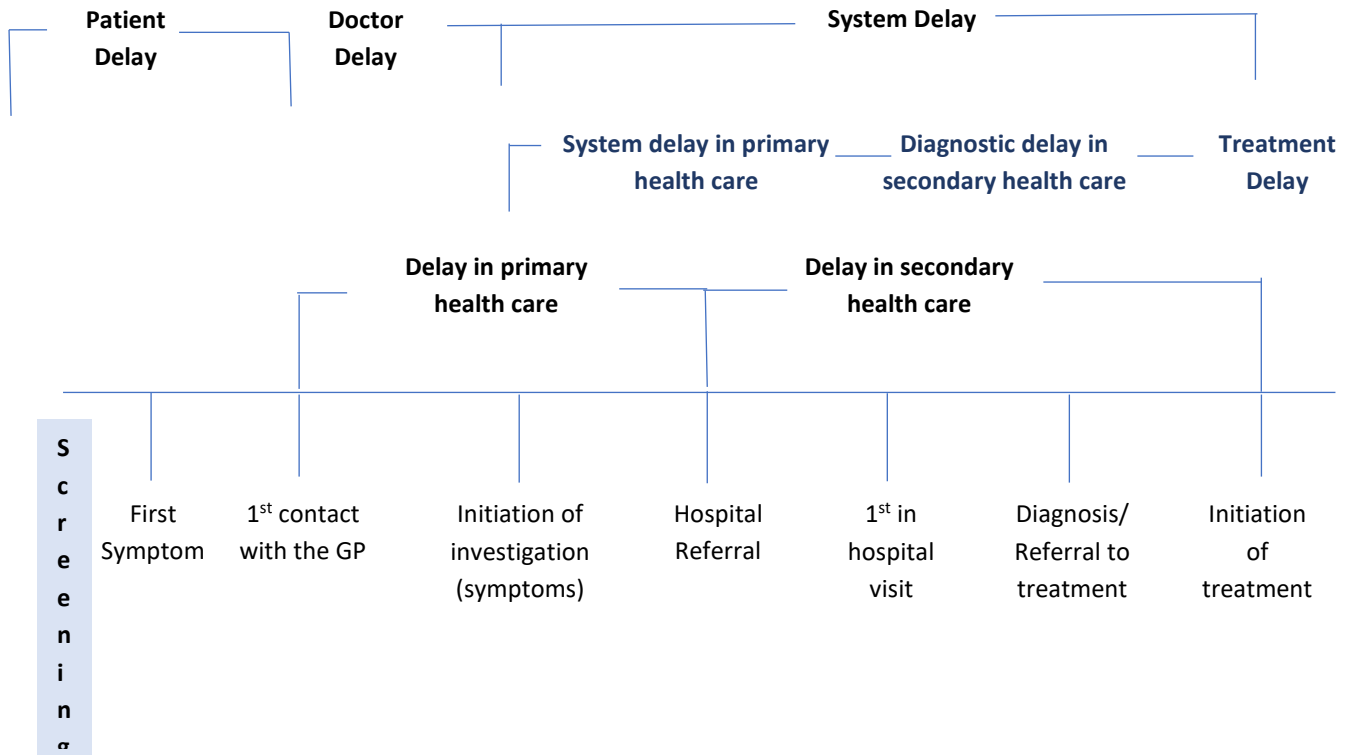 Patient
Delay
Doctor
Delay
System Delay
System delay in primary
health care
Diagnostic delay in
secondary health care
Treatment
Delay
Delay in primary
health care
Delay in secondary
health care
Screening
First
Symptom
1st contact
with the GP
Initiation of
investigation
(symptoms)
Hospital
Referral
1st in
hospital
visit
Diagnosis/
Referral to
treatment
Initiation
of
treatment